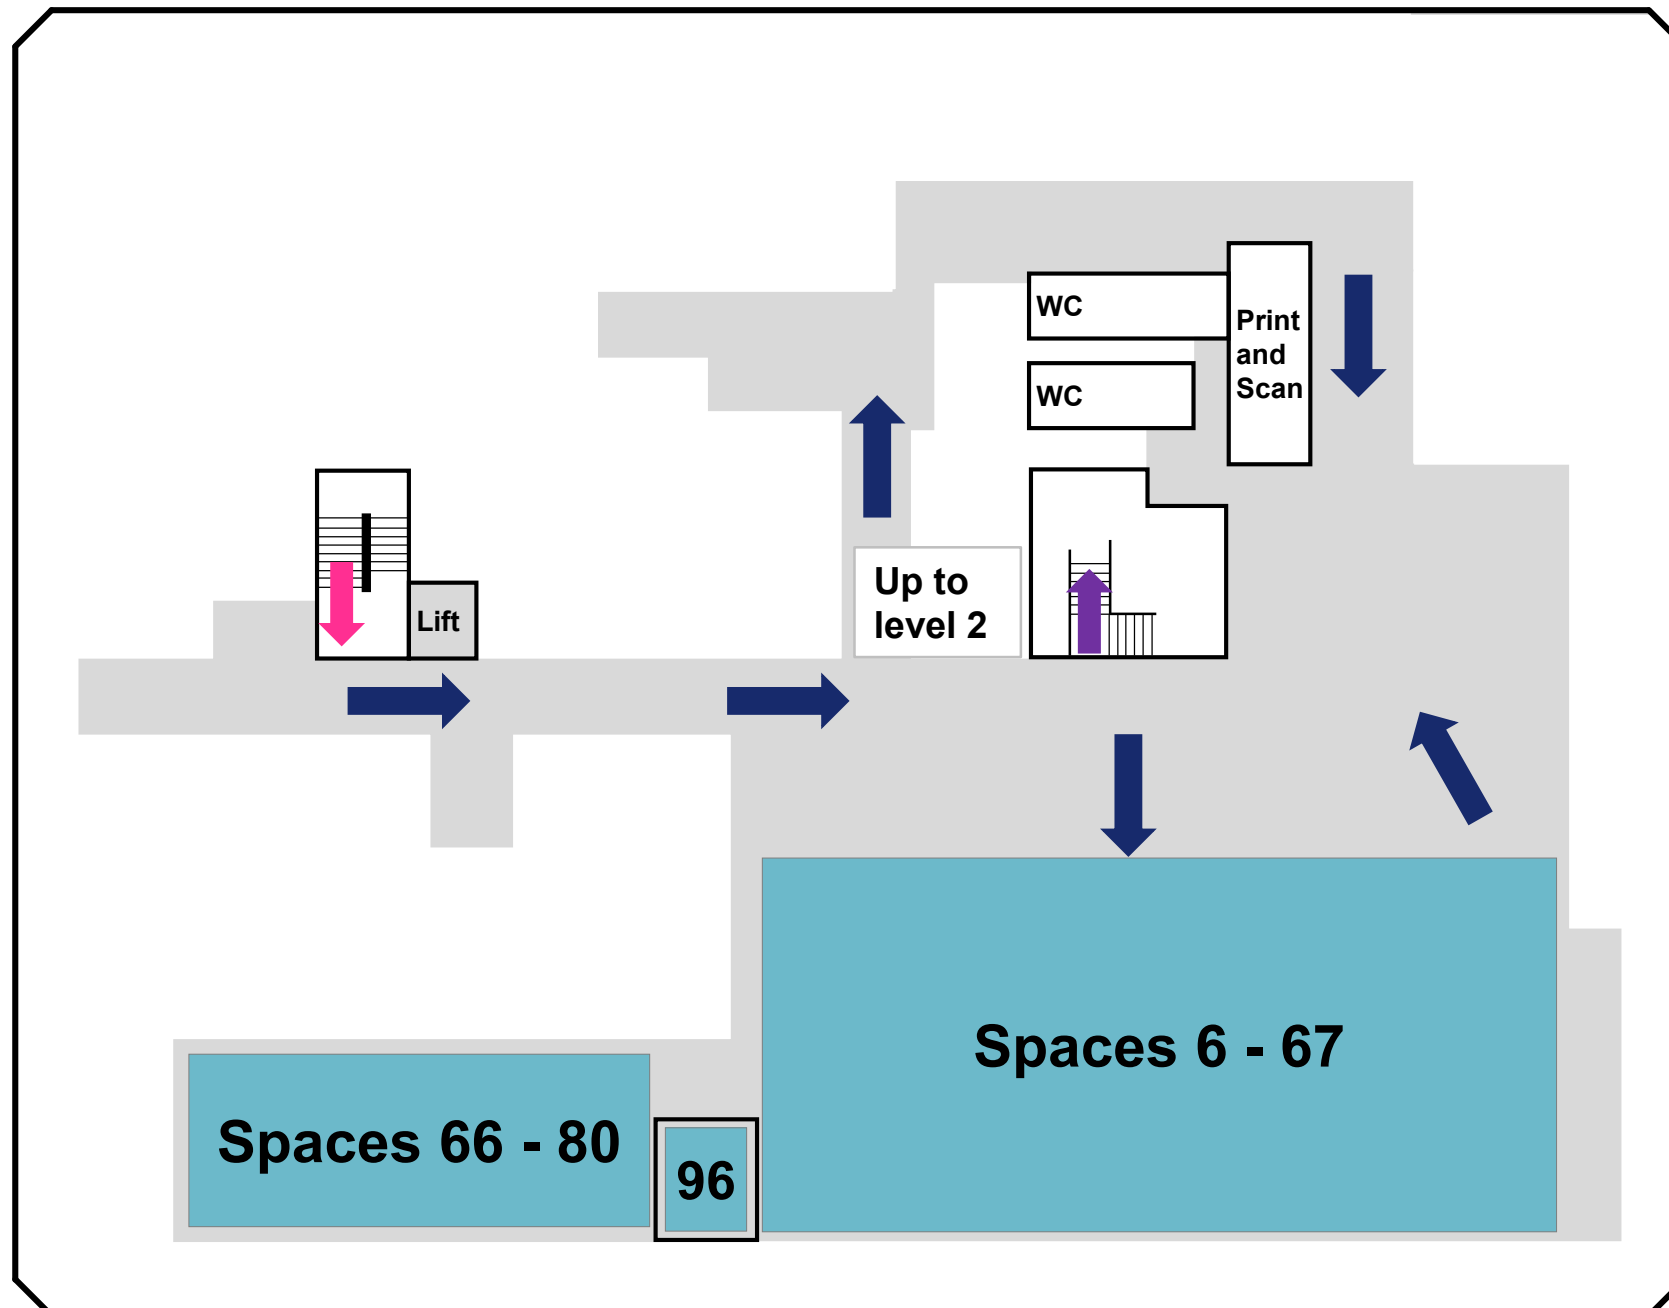 WC
Print
and
Scan
WC
Up to
level 2
Lift
Spaces 6 - 67
Spaces 66 - 80
96